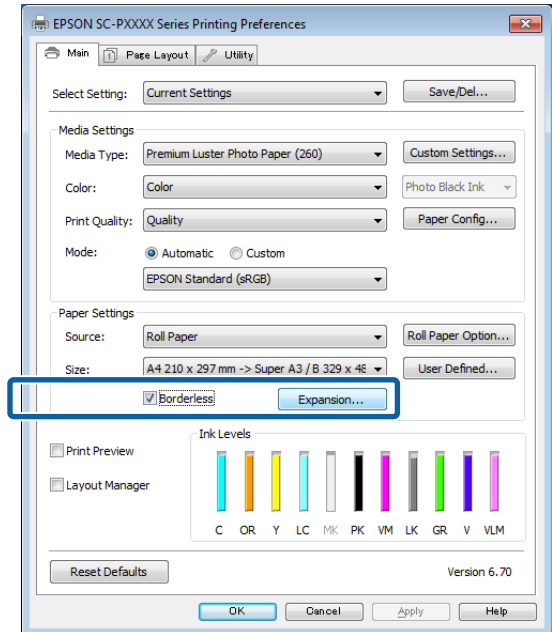 EPSON SC-PXXXX Series Printing Preferences
Main Page Layout Utility
Select Setting: Current Settings Save/Del...
Media Settings
Media Type: Premium Luster Photo Paper (260) Custom Settings...
Color: Color Photo Black Ink
Print Quality: Quality Paper Config...
Mode: Automatic Custom
EPSON Standard (sRGB)
Paper Settings
Source: Roll Paper Roll Paper Option...
Size: A4 210 x 297 mm -> Super A3 / B 329 x 48 User Defined...
Borderless Expansion...
Ink Levels
Print Preview
Layout Manager
C OR Y LC MK PK VM LK GR V VLM
Reset Defaults Version 6.70
OK Cancel Apply Help